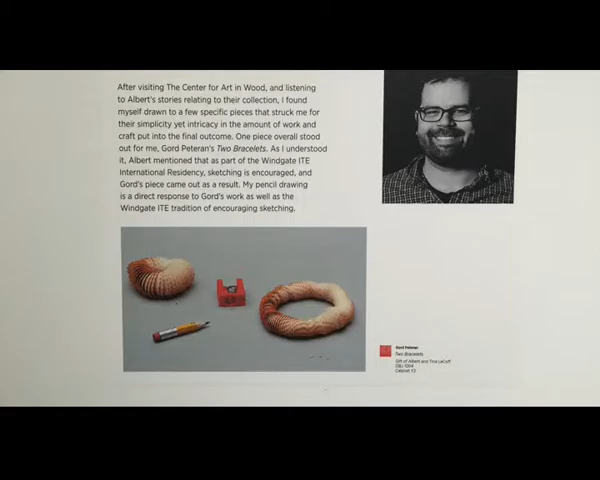 After visiting The Center for Art in Wood, and listening
to Albert's stories relating to their collection, I found
myself drawn to a few specific pieces that struck me for
their simplicity yet intricacy in the amount of work and
craft put into the final outcome. One piece overall stood
out for me, Gord Peteran's Two Bracelets. As I understood
it, Albert mentioned that as part of the Windgate ITE
International Residency, sketching is encouraged, and
Gord's piece came out as a result. My pencil drawing
is a direct response to Gord's work as well as the
Windgate ITE tradition of encouraging sketching.
Gord Peteran
Two Bracelets
Gift of Albert and Tina LeCoff